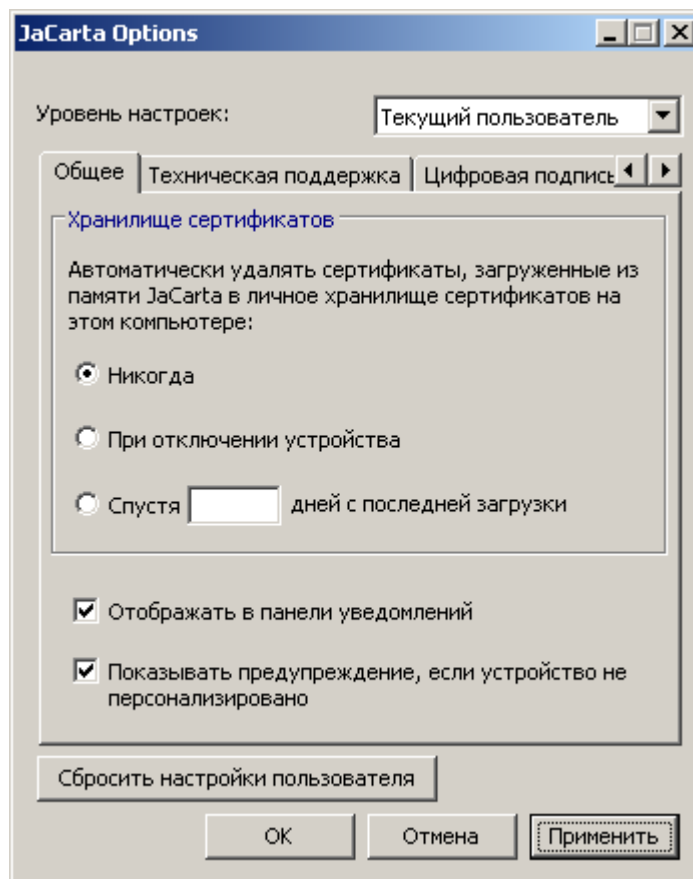 JaCarta Options
Уровень настроек:
Текущий пользователь
Общее
Техническая поддержка
Цифровая подпись
Хранилище сертификатов
Автоматически удалять сертификаты, загруженные из
памяти JaCarta в личное хранилище сертификатов на
этом компьютере:
Никогда
При отключении устройства
Спустя дней с последней загрузки
Отображать в панели уведомлений
Показывать предупреждение, если устройство не
персонализировано
Сбросить настройки пользователя
OK
Отмена
Применить